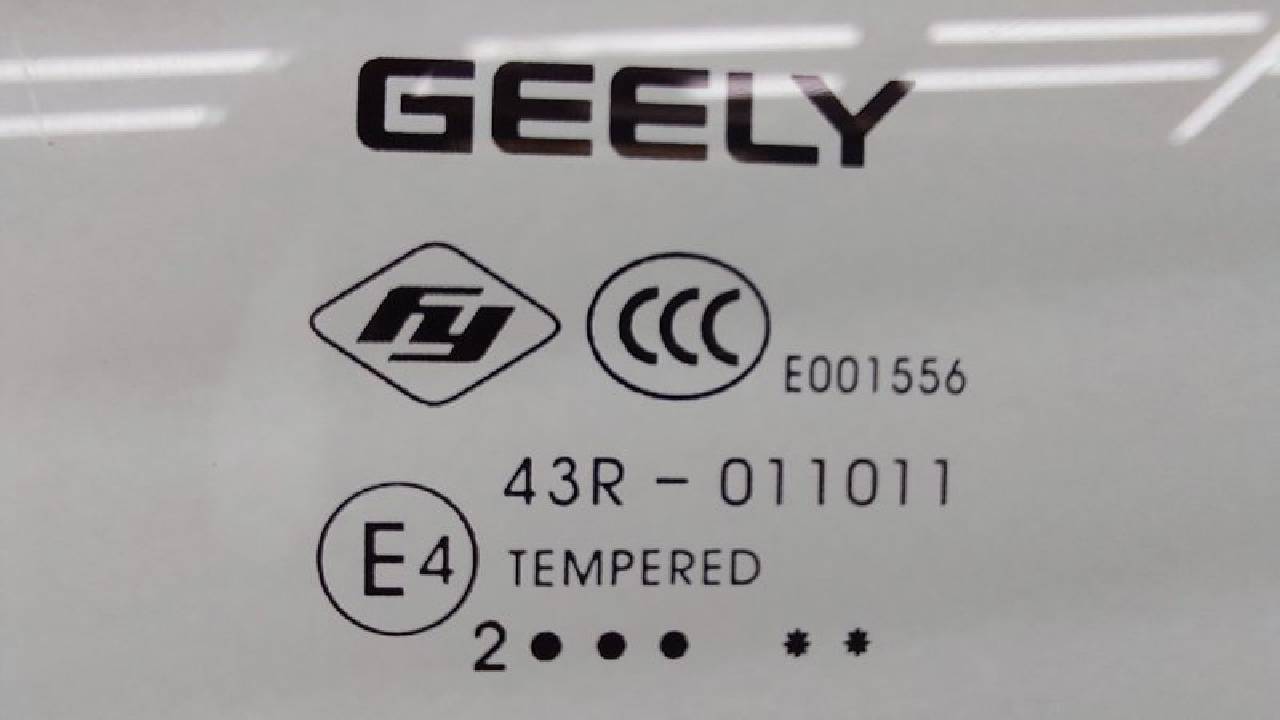 GEELY
fy CCC E001556
43R - 011011
E4 TEMPERED
2● ● ● * *